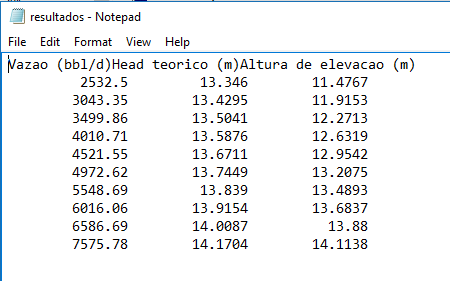 resultados - Notepad
File Edit Format View Help
Vazao (bbl/d)Head teorico (m)Altura de elevacao (m)
2532.5 13.346 11.4767
3043.35 13.4295 11.9153
3499.86 13.5041 12.2713
4010.71 13.5876 12.6319
4521.55 13.6711 12.9542
4972.62 13.7449 13.2075
5548.69 13.839 13.4893
6016.06 13.9154 13.6837
6586.69 14.0087 13.88
7575.78 14.1704 14.1138